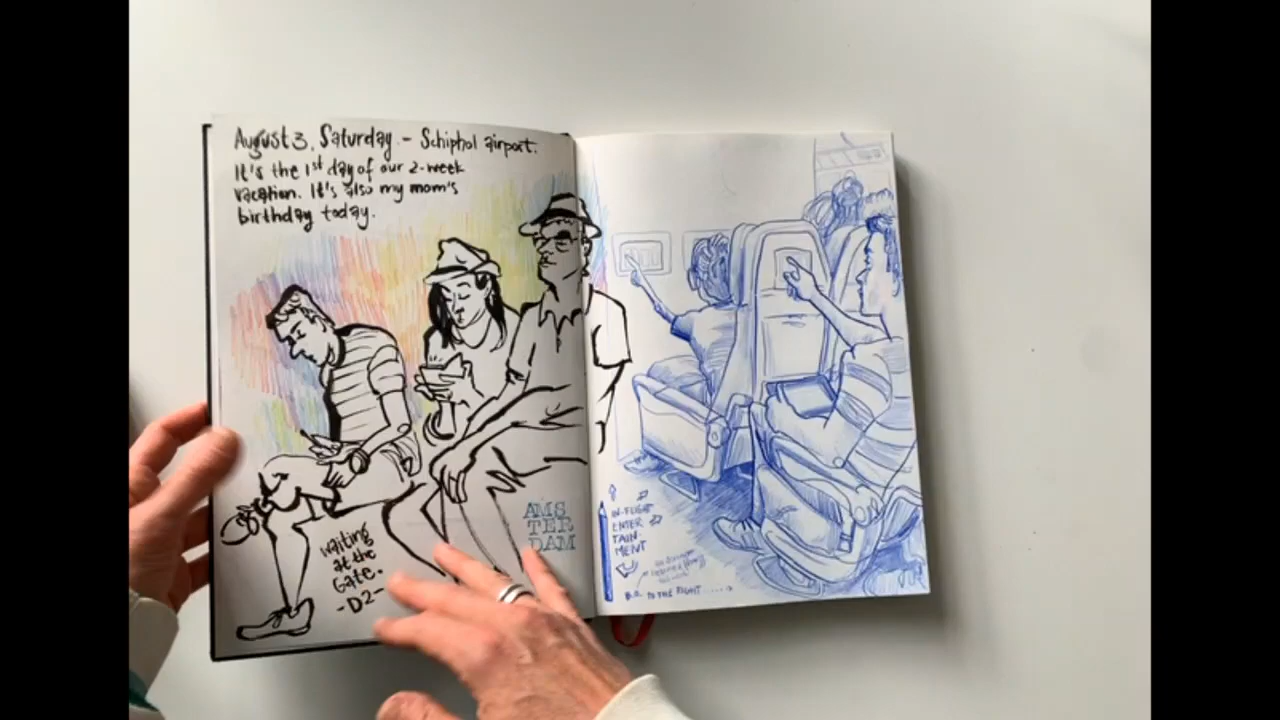 August 3, Saturday. - Schiphol airport.
It's the 1st day of our 2-week
vacation. It's also my mom's
birthday today.
waiting
at the
Gate.
-D2-
AMS
TER
DAM
IN-FLIGHT
ENTER
TAIN-
MENT
TO THE RIGHT.....